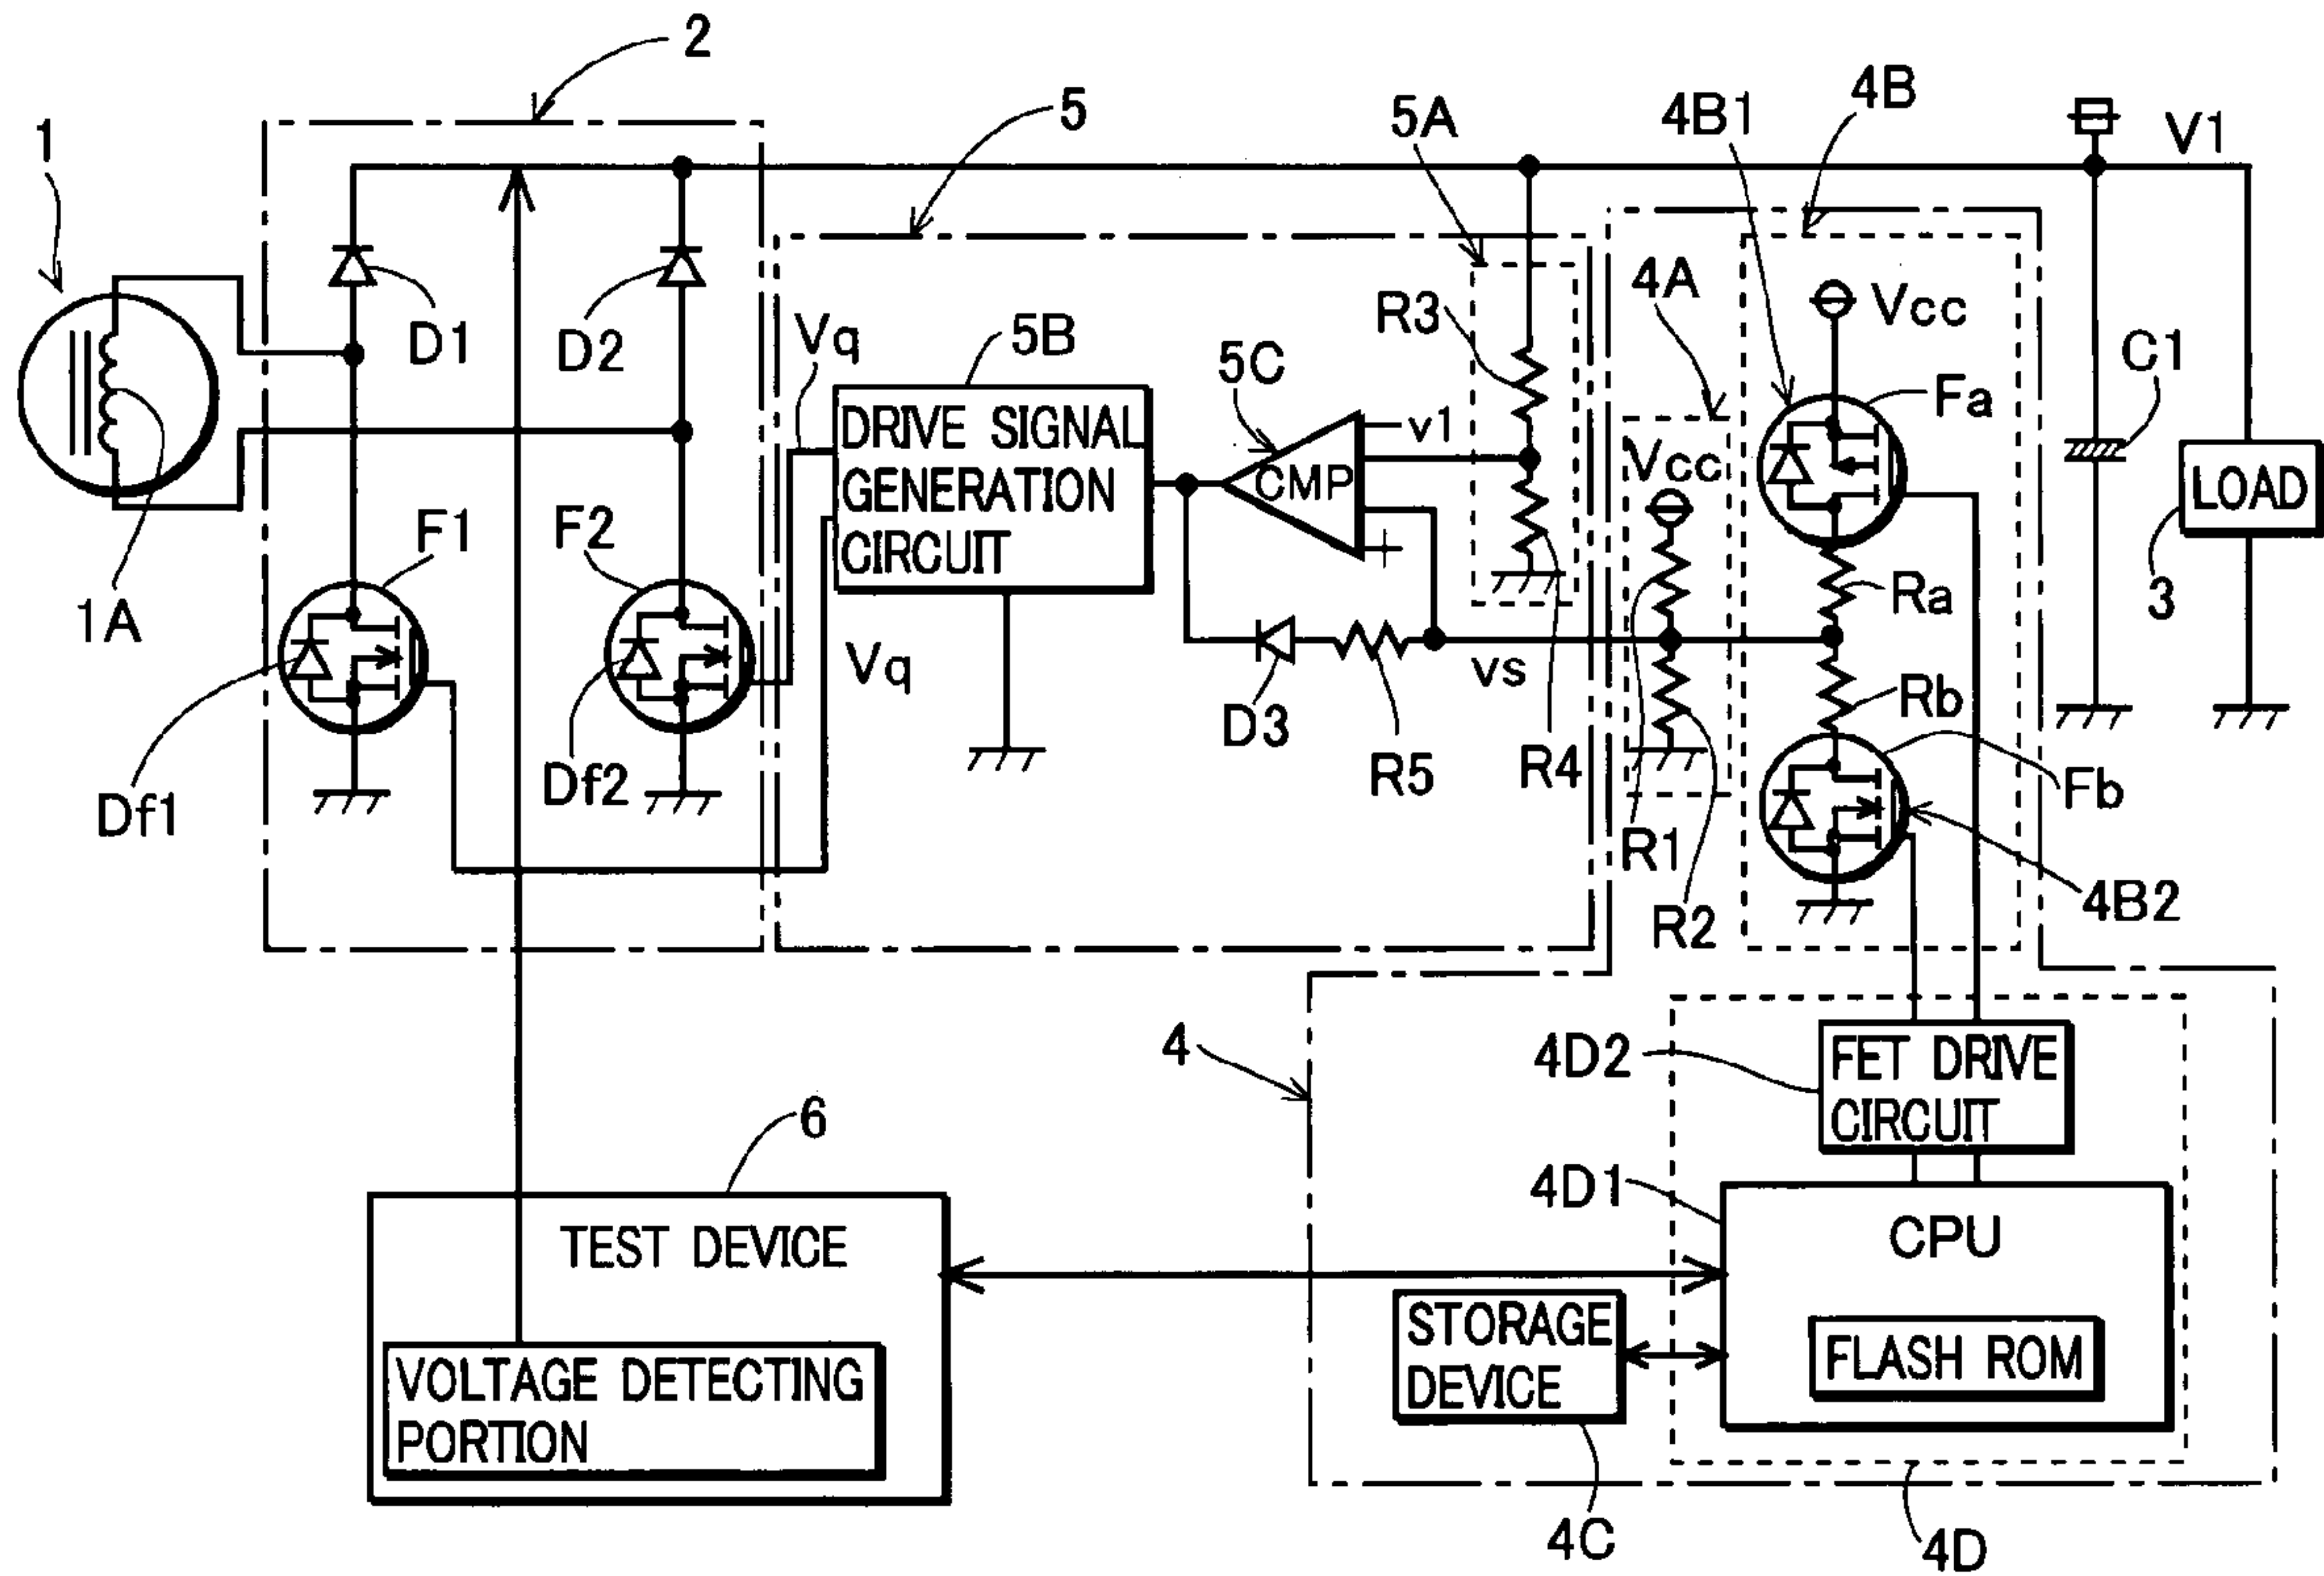 2
1
5
5A
4B1
4B
V1
4A
Vcc
R3
D1
D2
Vq
5B
5C
DRIVE SIGNAL
GENERATION
CIRCUIT
v1
CMP
+
Vcc
Fa
C1
LOAD
3
F1
F2
1A
Vq
vs
Ra
Rb
D3
R5
R4
Df1
Df2
R1
R2
Fb
4B2
4
4D2
FET DRIVE
CIRCUIT
6
4D1
TEST DEVICE
CPU
STORAGE
DEVICE
FLASH ROM
VOLTAGE DETECTING
PORTION
4C
4D